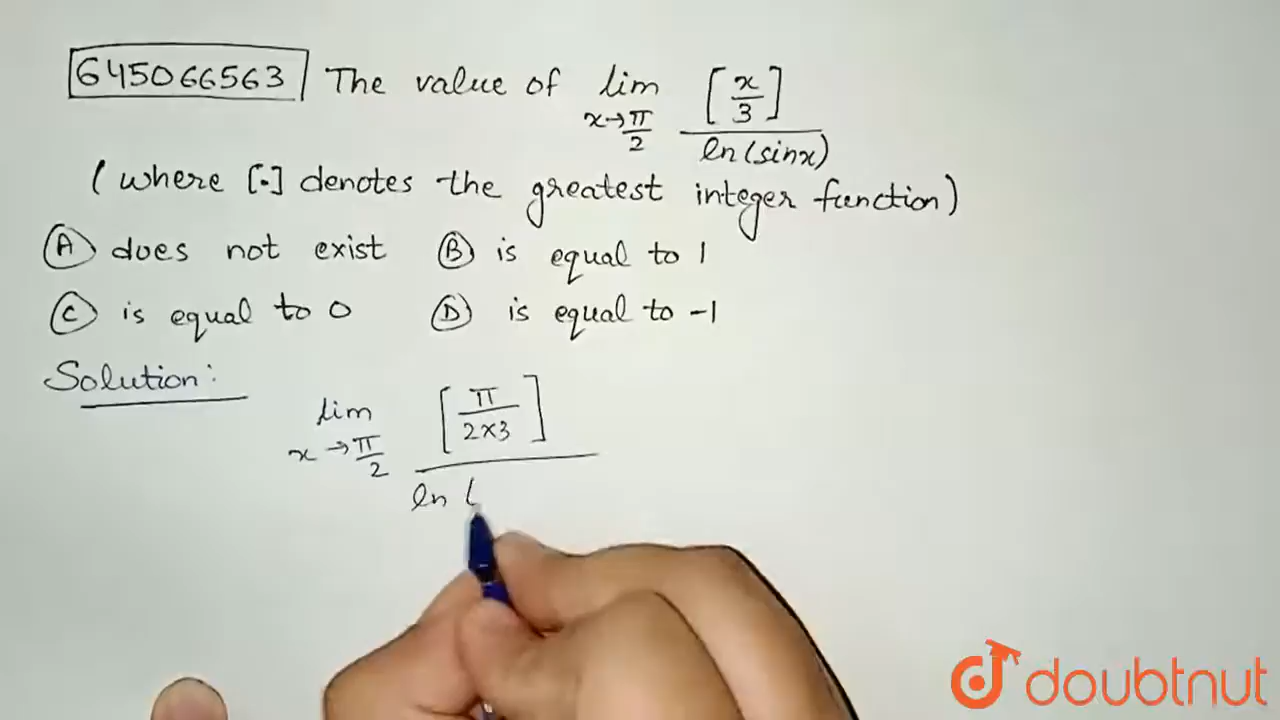 645066563 The value of lim x→π/2 [x/3] / ln(sinx)
(where [.] denotes the greatest integer function)
(A) does not exist (B) is equal to 1
(C) is equal to 0 (D) is equal to -1
Solution:
lim x→π/2 [π/2×3] / ln (
doubtnut